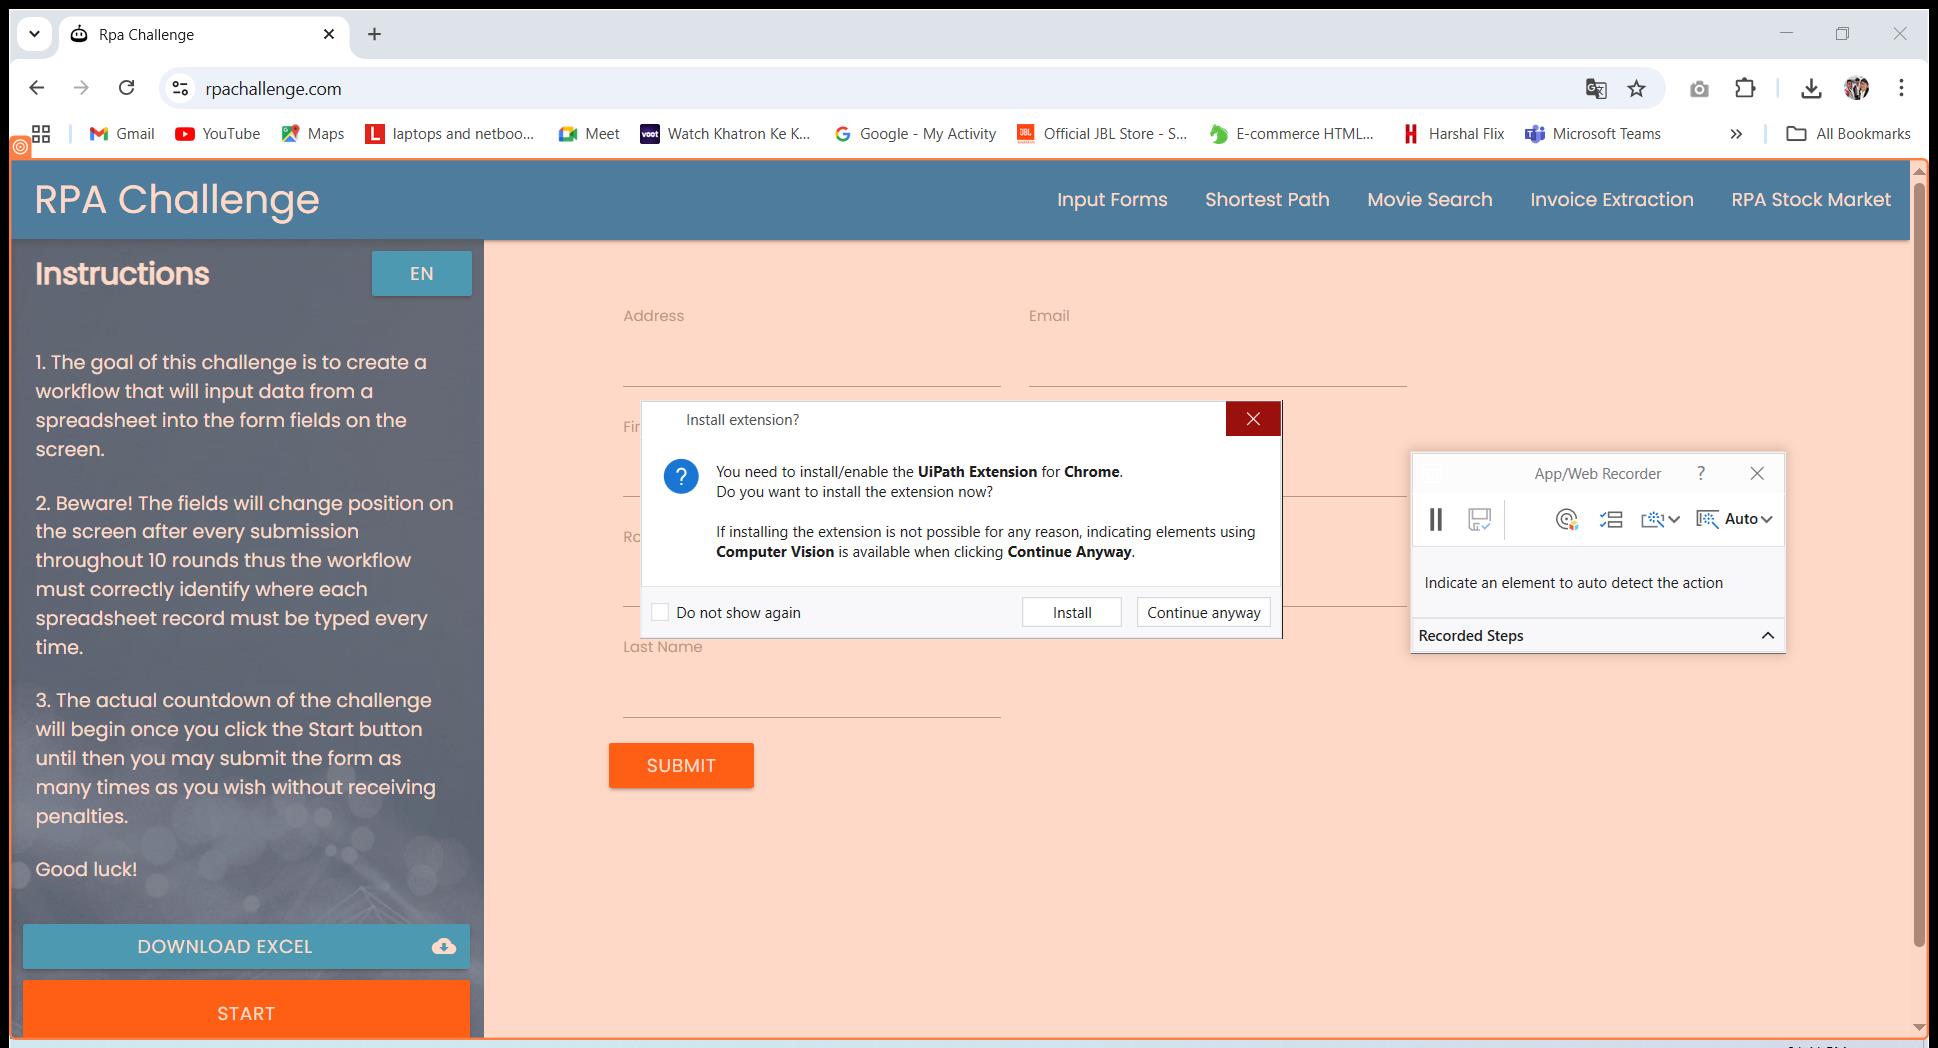 Rpa Challenge
rpachallenge.com
Gmail
YouTube
Maps
L
laptops and netboo...
Meet
voot
Watch Khatron Ke K...
Google - My Activity
JBL
Official JBL Store - S...
E-commerce HTML...
Harshal Flix
Microsoft Teams
All Bookmarks
RPA Challenge
Input Forms
Shortest Path
Movie Search
Invoice Extraction
RPA Stock Market
Instructions
EN
1. The goal of this challenge is to create a
workflow that will input data from a
spreadsheet into the form fields on the
screen.
2. Beware! The fields will change position on
the screen after every submission
throughout 10 rounds thus the workflow
must correctly identify where each
spreadsheet record must be typed every
time.
3. The actual countdown of the challenge
will begin once you click the Start button
until then you may submit the form as
many times as you wish without receiving
penalties.
Good luck!
DOWNLOAD EXCEL
START
Address
Email
Install extension?
You need to install/enable the UiPath Extension for Chrome.
Do you want to install the extension now?
If installing the extension is not possible for any reason, indicating elements using
Computer Vision is available when clicking Continue Anyway.
Do not show again
Install
Continue anyway
Last Name
SUBMIT
App/Web Recorder
?
Auto
Indicate an element to auto detect the action
Recorded Steps